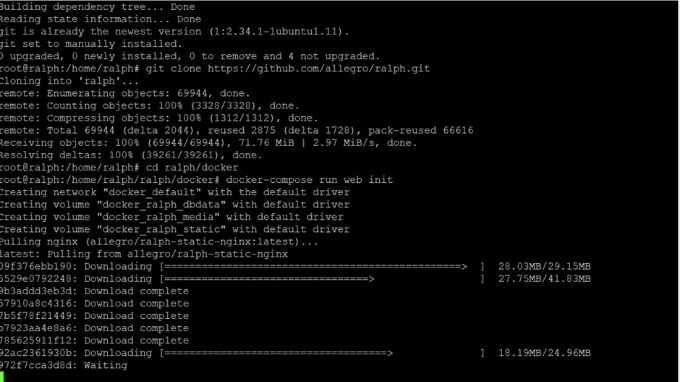 Building dependency tree... Done
Reading state information... Done
git is already the newest version (1:2.34.1-1ubuntu1.11).
git set to manually installed.
0 upgraded, 0 newly installed, 0 to remove and 4 not upgraded.
root@ralph:/home/ralph# git clone https://github.com/allegro/ralph.git
Cloning into 'ralph'...
remote: Enumerating objects: 69944, done.
remote: Counting objects: 100% (3328/3328), done.
remote: Compressing objects: 100% (1312/1312), done.
remote: Total 69944 (delta 2044), reused 2875 (delta 1728), pack-reused 66616
Receiving objects: 100% (69944/69944), 71.76 MiB | 2.97 MiB/s, done.
Resolving deltas: 100% (39261/39261), done.
root@ralph:/home/ralph# cd ralph/docker
root@ralph:/home/ralph/ralph/docker# docker-compose run web init
Creating network "docker_default" with the default driver
Creating volume "docker_ralph_dbdata" with default driver
Creating volume "docker_ralph_media" with default driver
Creating volume "docker_ralph_static" with default driver
Pulling nginx (allegro/ralph-static-nginx:latest)...
latest: Pulling from allegro/ralph-static-nginx
09f376ebb190: Downloading [================================================>  ]  28.03MB/29.15MB
5529e0792248: Downloading [=================================>                 ]  27.75MB/41.83MB
9b3addd3eb3d: Download complete
57910a8c4316: Download complete
7b5f78f21449: Download complete
b7923aa4e8a6: Download complete
785625911f12: Download complete
92ac2361930b: Downloading [====================================>              ]  18.19MB/24.96MB
972f7cca3d8d: Waiting